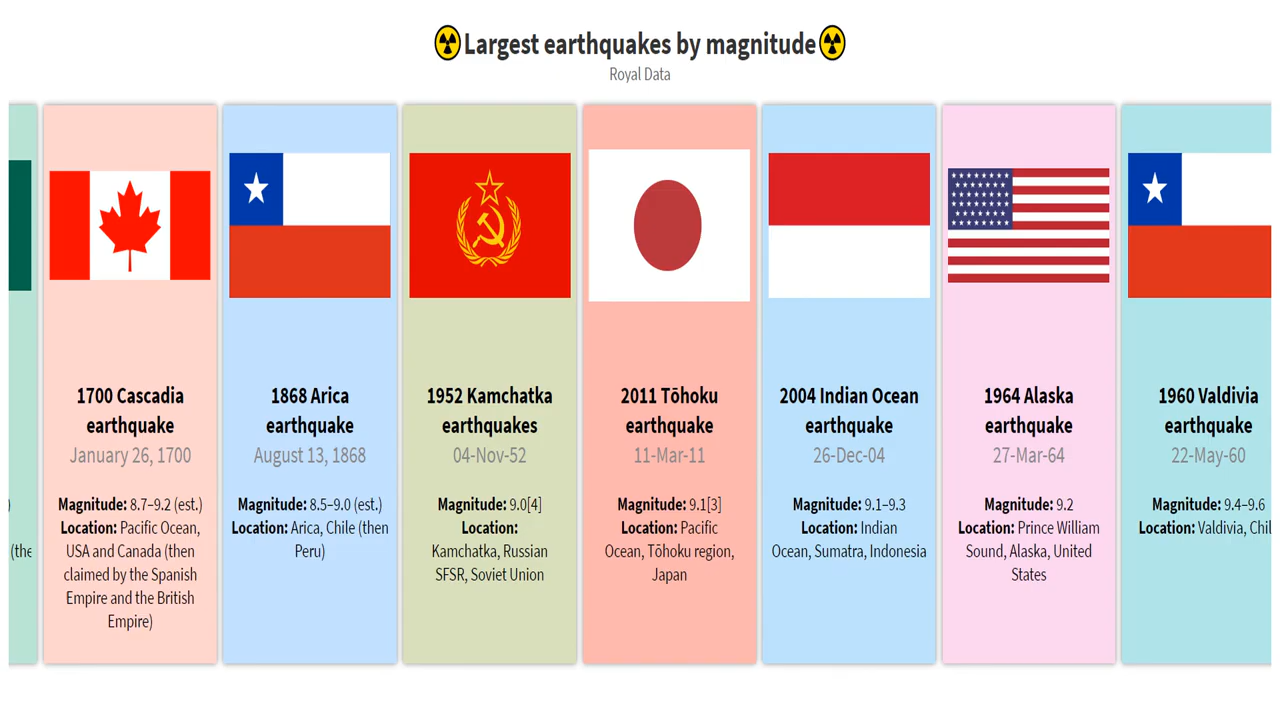 Largest earthquakes by magnitude
Royal Data
)
(the
1700 Cascadia
earthquake
January 26, 1700
Magnitude: 8.7–9.2 (est.)
Location: Pacific Ocean,
USA and Canada (then
claimed by the Spanish
Empire and the British
Empire)
1868 Arica
earthquake
August 13, 1868
Magnitude: 8.5–9.0 (est.)
Location: Arica, Chile (then
Peru)
1952 Kamchatka
earthquakes
04-Nov-52
Magnitude: 9.0[4]
Location:
Kamchatka, Russian
SFSR, Soviet Union
2011 Tōhoku
earthquake
11-Mar-11
Magnitude: 9.1[3]
Location: Pacific
Ocean, Tōhoku region,
Japan
2004 Indian Ocean
earthquake
26-Dec-04
Magnitude: 9.1–9.3
Location: Indian
Ocean, Sumatra, Indonesia
1964 Alaska
earthquake
27-Mar-64
Magnitude: 9.2
Location: Prince William
Sound, Alaska, United
States
1960 Valdivia
earthquake
22-May-60
Magnitude: 9.4–9.6
Location: Valdivia, Chil